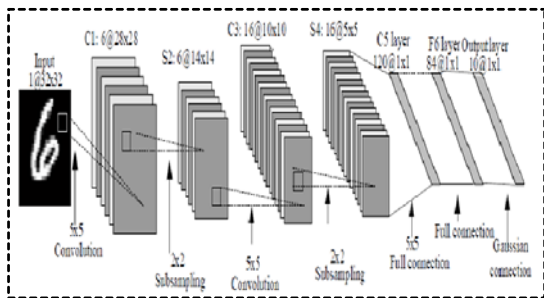 Input
1@32x32
C1: 6@28x28
S2: 6@14x14
C3: 16@10x10
S4: 16@5x5
C5 layer
120@1x1
F6 layer
84@1x1
Output layer
10@1x1
5x5
Convolution
2x2
Subsampling
5x5
Convolution
2x2
Subsampling
5x5
Full connection
Full connection
Gaussian
connection